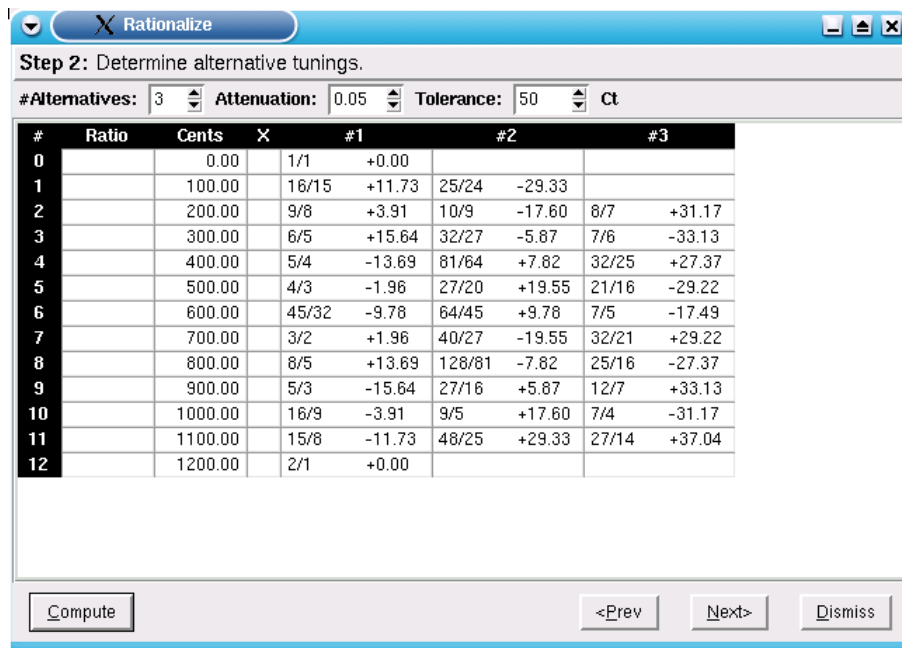 X Rationalize
Step 2: Determine alternative tunings.
#Alternatives: 3 Attenuation: 0.05 Tolerance: 50 Ct
# Ratio Cents X #1 #2 #3
0 0.00 1/1 +0.00
1 100.00 16/15 +11.73 25/24 -29.33
2 200.00 9/8 +3.91 10/9 -17.60 8/7 +31.17
3 300.00 6/5 +15.64 32/27 -5.87 7/6 -33.13
4 400.00 5/4 -13.69 81/64 +7.82 32/25 +27.37
5 500.00 4/3 -1.96 27/20 +19.55 21/16 -29.22
6 600.00 45/32 -9.78 64/45 +9.78 7/5 -17.49
7 700.00 3/2 +1.96 40/27 -19.55 32/21 +29.22
8 800.00 8/5 +13.69 128/81 -7.82 25/16 -27.37
9 900.00 5/3 -15.64 27/16 +5.87 12/7 +33.13
10 1000.00 16/9 -3.91 9/5 +17.60 7/4 -31.17
11 1100.00 15/8 -11.73 48/25 +29.33 27/14 +37.04
12 1200.00 2/1 +0.00
Compute <Prev Next> Dismiss